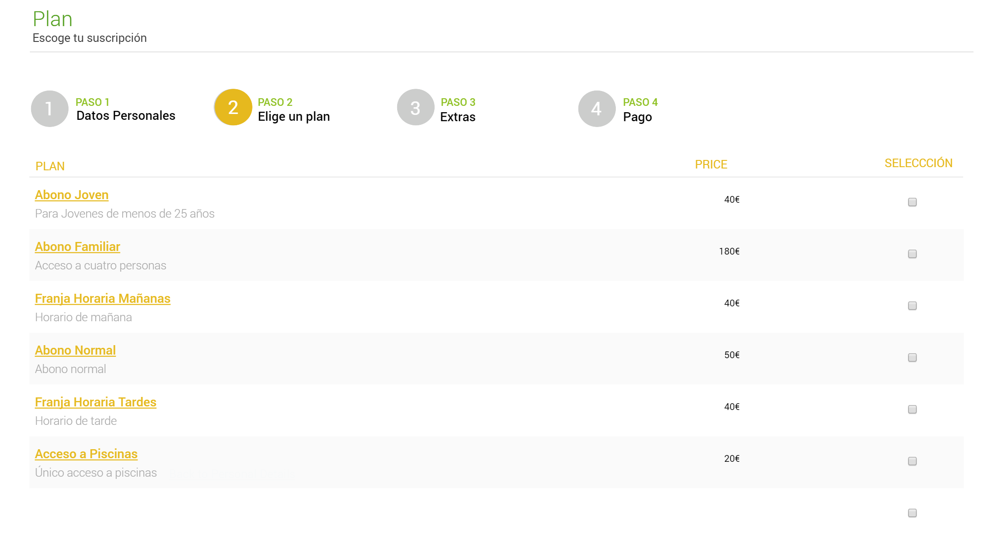 Plan
Escoge tu suscripción
1 PASO 1
Datos Personales
2 PASO 2
Elige un plan
3 PASO 3
Extras
4 PASO 4
Pago
PLAN PRICE SELECCCIÓN
Abono Joven 40€
Para Jovenes de menos de 25 años
Abono Familiar 180€
Acceso a cuatro personas
Franja Horaria Mañanas 40€
Horario de mañana
Abono Normal 50€
Abono normal
Franja Horaria Tardes 40€
Horario de tarde
Acceso a Piscinas 20€
Único acceso a piscinas